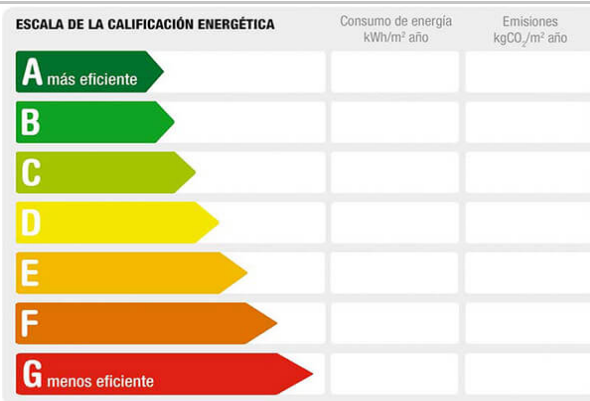 ESCALA DE LA CALIFICACIÓN ENERGÉTICA
Consumo de energía
kWh/m² año
Emisiones
kgCO₂/m² año
A más eficiente
B
C
D
E
F
G menos eficiente